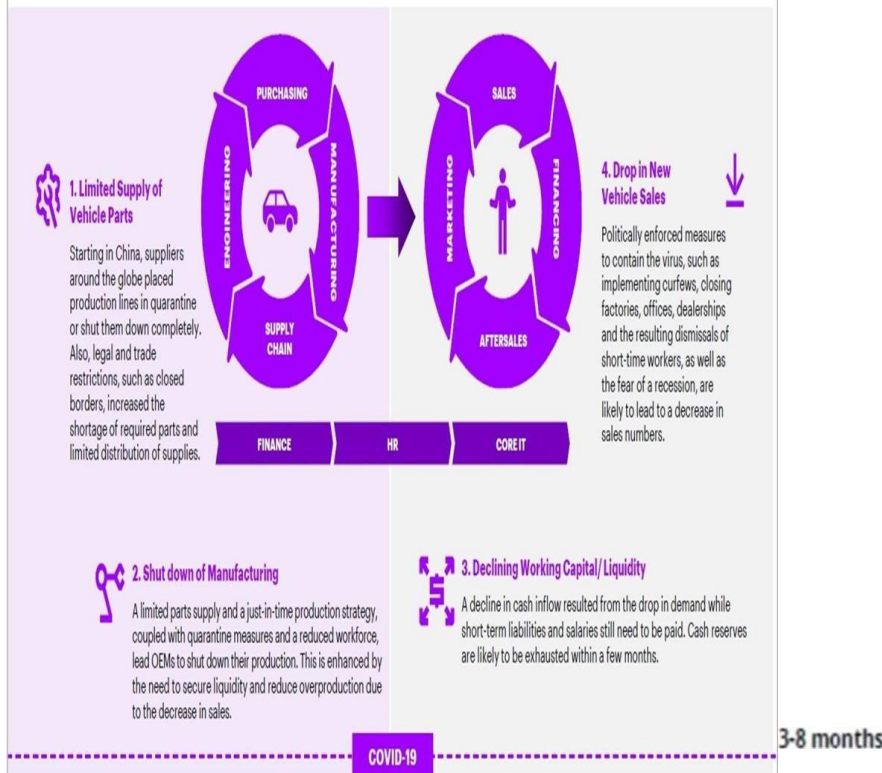 PURCHASING
ENGINEERING
MANUFACTURING
SUPPLY
CHAIN
SALES
MARKETING
FINANCING
AFTERSALES
FINANCE
HR
CORE IT
1. Limited Supply of
Vehicle Parts
Starting in China, suppliers
around the globe placed
production lines in quarantine
or shut them down completely.
Also, legal and trade
restrictions, such as closed
borders, increased the
shortage of required parts and
limited distribution of supplies.
4. Drop in New
Vehicle Sales
Politically enforced measures
to contain the virus, such as
implementing curfews, closing
factories, offices, dealerships
and the resulting dismissals of
short-time workers, as well as
the fear of a recession, are
likely to lead to a decrease in
sales numbers.
2. Shut down of Manufacturing
A limited parts supply and a just-in-time production strategy,
coupled with quarantine measures and a reduced workforce,
lead OEMs to shut down their production. This is enhanced by
the need to secure liquidity and reduce overproduction due
to the decrease in sales.
3. Declining Working Capital/ Liquidity
A decline in cash inflow resulted from the drop in demand while
short-term liabilities and salaries still need to be paid. Cash reserves
are likely to be exhausted within a few months.
COVID-19
3-8 months